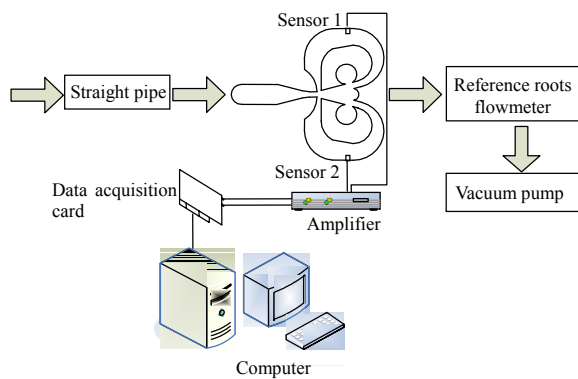 Sensor 1
Straight pipe
Reference roots
flowmeter
Sensor 2
Data acquisition
card
Amplifier
Vacuum pump
Computer